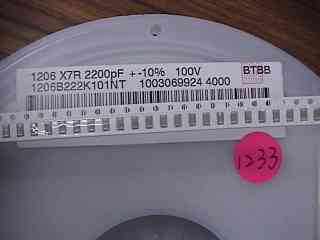 1206 X7R 2200pF + -10% 100V
BTBB
1206B222K101NT 1003069924 4000
1233